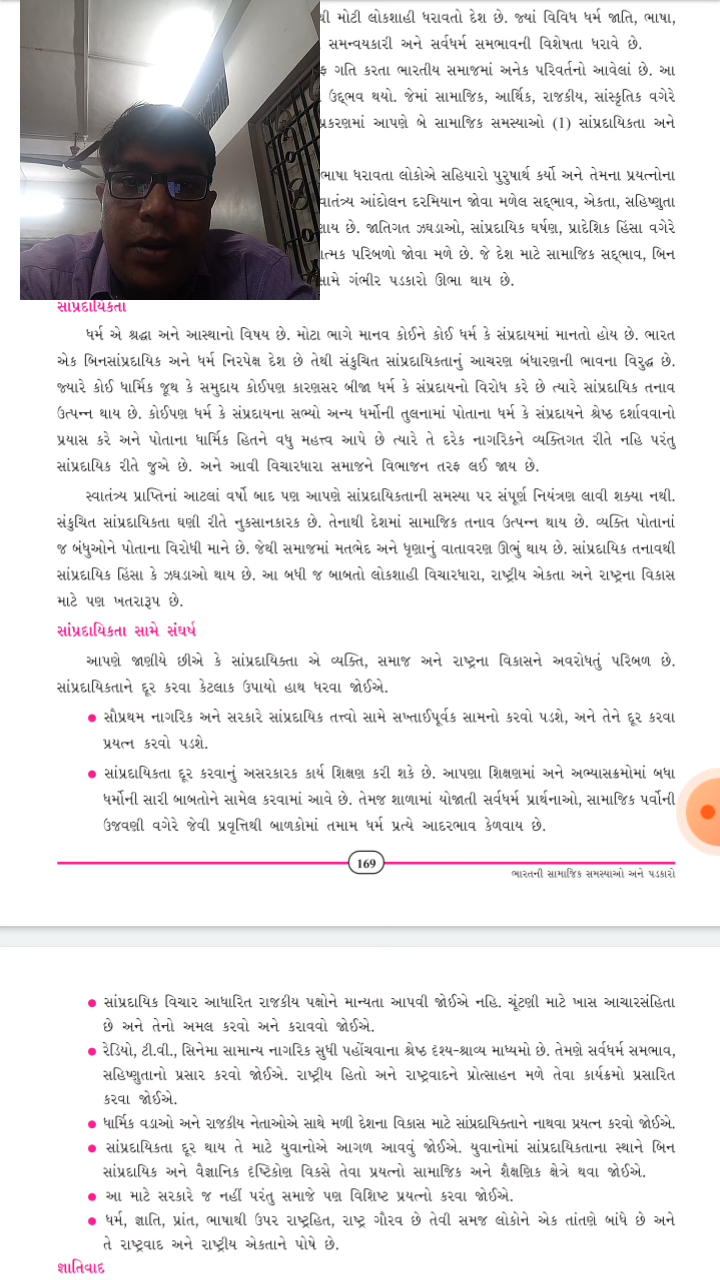 થી મોટી લોકશાહી ધરાવતો દેશ છે. જ્યાં વિવિધ ધર્મ જાતિ, ભાષા,
સમન્વયકારી અને સર્વધર્મ સમભાવની વિશેષતા ધરાવે છે.
ગતિ કરતા ભારતીય સમાજમાં અનેક પરિવર્તનો આવેલાં છે. આ
ઉદ્ભવ થયો. જેમાં સામાજિક, આર્થિક, રાજકીય, સાંસ્કૃતિક વગેરે
પ્રકરણમાં આપણે બે સામાજિક સમસ્યાઓ (1) સાંપ્રદાયિકતા અને
ભાષા ધરાવતા લોકોએ સહિયારો પુરુષાર્થ કર્યો અને તેમના પ્રયત્નોના
વાતંત્ર્ય આંદોલન દરમિયાન જોવા મળેલ સદ્ભાવ, એકતા, સહિષ્ણુતા
ણાય છે. જાતિગત ઝઘડાઓ, સાંપ્રદાયિક ઘર્ષણ, પ્રાદેશિક હિંસા વગેરે
ાત્મક પરિબળો જોવા મળે છે. જે દેશ માટે સામાજિક સદ્ભાવ, બિન
સામે ગંભીર પડકારો ઊભા થાય છે.
સાંપ્રદાયિકતા
ધર્મ એ શ્રદ્ધા અને આસ્થાનો વિષય છે. મોટા ભાગે માનવ કોઈને કોઈ ધર્મ કે સંપ્રદાયમાં માનતો હોય છે. ભારત
એક બિનસાંપ્રદાયિક અને ધર્મ નિરપેક્ષ દેશ છે તેથી સંકુચિત સાંપ્રદાયિકતાનું આચરણ બંધારણની ભાવના વિરુદ્ધ છે.
જ્યારે કોઈ ધાર્મિક જૂથ કે સમુદાય કોઈપણ કારણસર બીજા ધર્મ કે સંપ્રદાયનો વિરોધ કરે છે ત્યારે સાંપ્રદાયિક તનાવ
ઉત્પન્ન થાય છે. કોઈપણ ધર્મ કે સંપ્રદાયના સભ્યો અન્ય ધર્મોની તુલનામાં પોતાના ધર્મ કે સંપ્રદાયને શ્રેષ્ઠ દર્શાવવાનો
પ્રયાસ કરે અને પોતાના ધાર્મિક હિતને વધુ મહત્ત્વ આપે છે ત્યારે તે દરેક નાગરિકને વ્યક્તિગત રીતે નહિ પરંતુ
સાંપ્રદાયિક રીતે જુએ છે. અને આવી વિચારધારા સમાજને વિભાજન તરફ લઈ જાય છે.
સ્વાતંત્ર્ય પ્રાપ્તિનાં આટલાં વર્ષો બાદ પણ આપણે સાંપ્રદાયિકતાની સમસ્યા પર સંપૂર્ણ નિયંત્રણ લાવી શક્યા નથી.
સંકુચિત સાંપ્રદાયિકતા ઘણી રીતે નુકસાનકારક છે. તેનાથી દેશમાં સામાજિક તનાવ ઉત્પન્ન થાય છે. વ્યક્તિ પોતાનાં
જ બંધુઓને પોતાના વિરોધી માને છે. જેથી સમાજમાં મતભેદ અને ધૃણાનું વાતાવરણ ઊભું થાય છે. સાંપ્રદાયિક તનાવથી
સાંપ્રદાયિક હિંસા કે ઝઘડાઓ થાય છે. આ બધી જ બાબતો લોકશાહી વિચારધારા, રાષ્ટ્રીય એકતા અને રાષ્ટ્રના વિકાસ
માટે પણ ખતરારૂપ છે.
સાંપ્રદાયિકતા સામે સંઘર્ષ
આપણે જાણીયે છીએ કે સાંપ્રદાયિક્તા એ વ્યક્તિ, સમાજ અને રાષ્ટ્રના વિકાસને અવરોધતું પરિબળ છે.
સાંપ્રદાયિકતાને દૂર કરવા કેટલાક ઉપાયો હાથ ધરવા જોઈએ.
● સૌપ્રથમ નાગરિક અને સરકારે સાંપ્રદાયિક તત્ત્વો સામે સખ્તાઈપૂર્વક સામનો કરવો પડશે, અને તેને દૂર કરવા
પ્રયત્ન કરવો પડશે.
● સાંપ્રદાયિકતા દૂર કરવાનું અસરકારક કાર્ય શિક્ષણ કરી શકે છે. આપણા શિક્ષણમાં અને અભ્યાસક્રમોમાં બધા
ધર્મોની સારી બાબતોને સામેલ કરવામાં આવે છે. તેમજ શાળામાં યોજાતી સર્વધર્મ પ્રાર્થનાઓ, સામાજિક પર્વોની
ઉજવણી વગેરે જેવી પ્રવૃત્તિથી બાળકોમાં તમામ ધર્મ પ્રત્યે આદરભાવ કેળવાય છે.
169
ભારતની સામાજિક સમસ્યાઓ અને પડકારો
● સાંપ્રદાયિક વિચાર આધારિત રાજકીય પક્ષોને માન્યતા આપવી જોઈએ નહિ. ચૂંટણી માટે ખાસ આચારસંહિતા
છે અને તેનો અમલ કરવો અને કરાવવો જોઈએ.
● રેડિયો, ટી.વી., સિનેમા સામાન્ય નાગરિક સુધી પહોંચવાના શ્રેષ્ઠ દૃશ્ય-શ્રાવ્ય માધ્યમો છે. તેમણે સર્વધર્મ સમભાવ,
સહિષ્ણુતાનો પ્રસાર કરવો જોઈએ. રાષ્ટ્રીય હિતો અને રાષ્ટ્રવાદને પ્રોત્સાહન મળે તેવા કાર્યક્રમો પ્રસારિત
કરવા જોઈએ.
● ધાર્મિક વડાઓ અને રાજકીય નેતાઓએ સાથે મળી દેશના વિકાસ માટે સાંપ્રદાયિક્તાને નાથવા પ્રયત્ન કરવો જોઈએ.
● સાંપ્રદાયિકતા દૂર થાય તે માટે યુવાનોએ આગળ આવવું જોઈએ. યુવાનોમાં સાંપ્રદાયિકતાના સ્થાને બિન
સાંપ્રદાયિક અને વૈજ્ઞાનિક દૃષ્ટિકોણ વિકસે તેવા પ્રયત્નો સામાજિક અને શૈક્ષણિક ક્ષેત્રે થવા જોઈએ.
● આ માટે સરકારે જ નહીં પરંતુ સમાજે પણ વિશિષ્ટ પ્રયત્નો કરવા જોઈએ.
● ધર્મ, જ્ઞાતિ, પ્રાંત, ભાષાથી ઉપર રાષ્ટ્રહિત, રાષ્ટ્ર ગૌરવ છે તેવી સમજ લોકોને એક તાંતણે બાંધે છે અને
તે રાષ્ટ્રવાદ અને રાષ્ટ્રીય એકતાને પોષે છે.
જ્ઞાતિવાદ